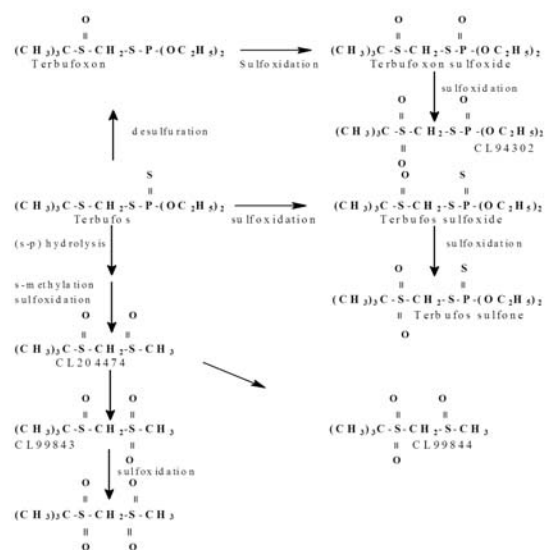 O
(CH3)3C-S-CH2-S-P-(OC2H5)2
Terbufoxon
Sulfoxidation
O O
(CH3)3C-S-CH2-S-P-(OC2H5)2
Terbufoxon sulfoxide
sulfoxidation
O O
(CH3)3C-S-CH2-S-P-(OC2H5)2
CL94302
O
desulfuration
S
(CH3)3C-S-CH2-S-P-(OC2H5)2
Terbufos
sulfoxidation
O S
(CH3)3C-S-CH2-S-P-(OC2H5)2
Terbufos sulfoxide
sulfoxidation
O S
(CH3)3C-S-CH2-S-P-(OC2H5)2
Terbufos sulfone
O
(s-p) hydrolysis
s-methylation
sulfoxidation
O O
(CH3)3C-S-CH2-S-CH3
CL204474
O O
(CH3)3C-S-CH2-S-CH3
CL99843
O
O O
(CH3)3C-S-CH2-S-CH3
CL99844
O
sulfoxidation
O O
(CH3)3C-S-CH2-S-CH3
O O